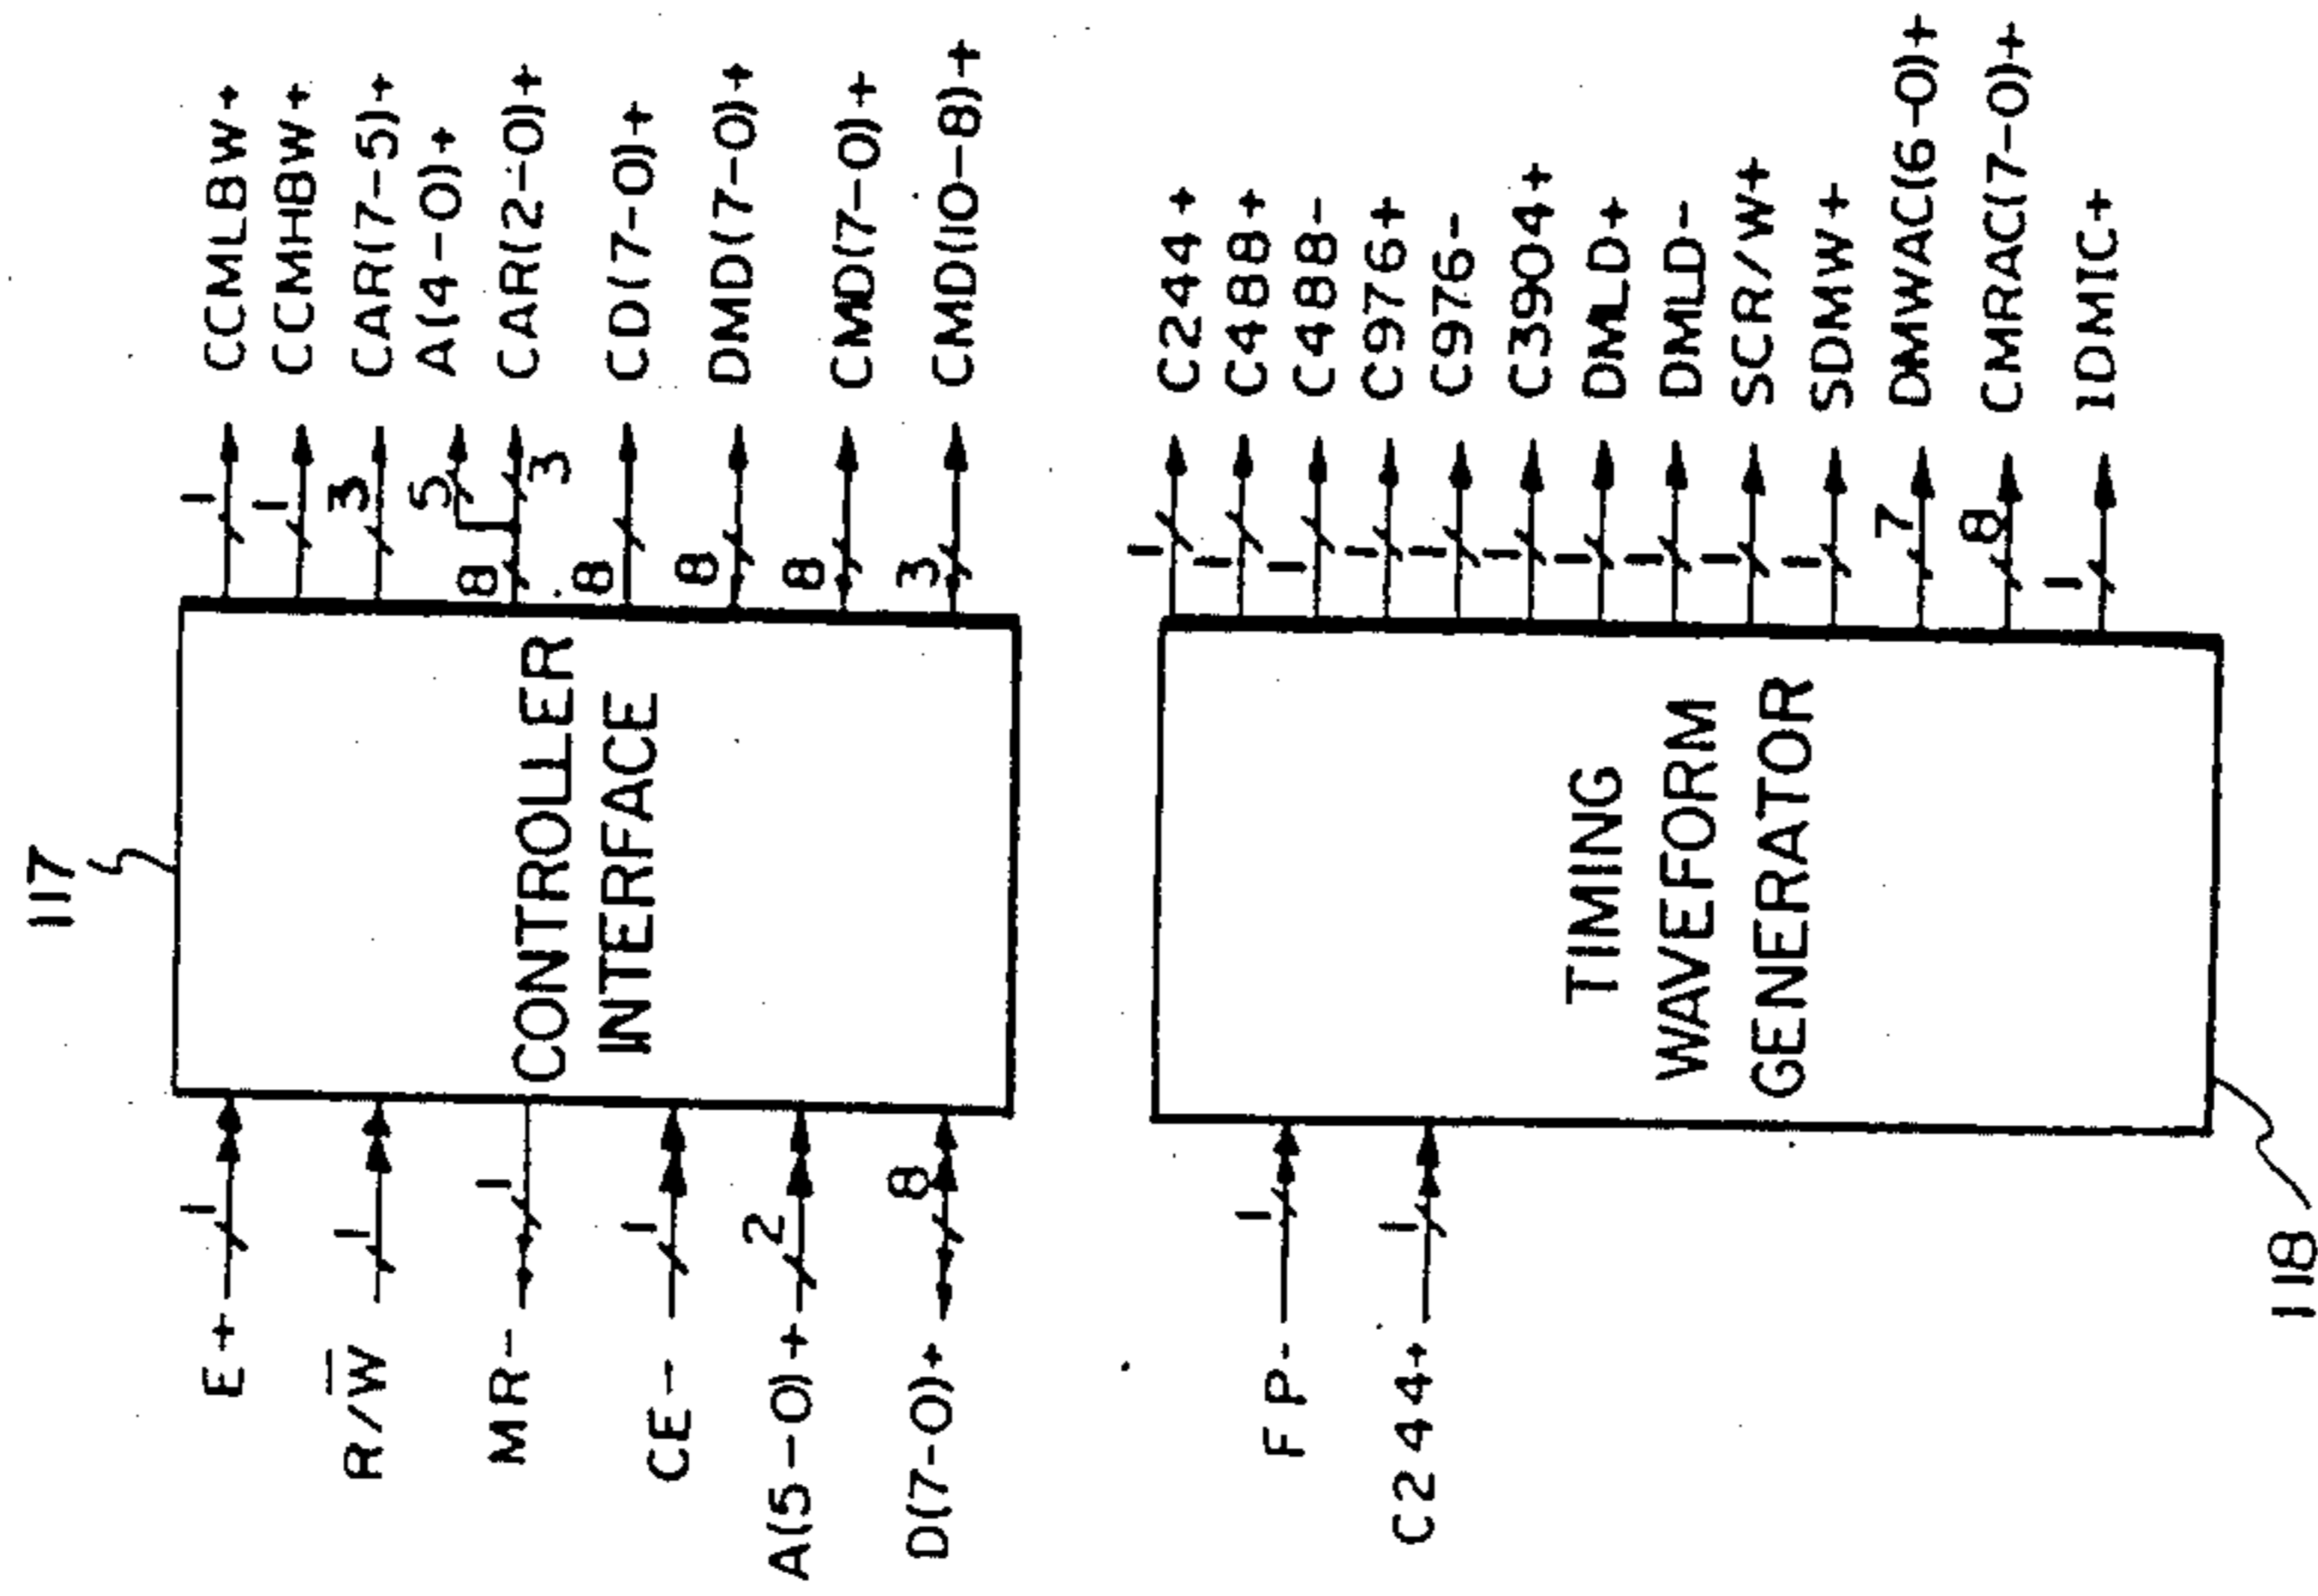 117
E+
1
R/W̅
1
MR-
1
CE-
1
A(5-0)+
2
D(7-0)+
8
CONTROLLER
INTERFACE
1
CCML8W+
1
CCMH8W+
3
CAR(7-5)+
5
A(4-0)+
8
3
CAR(2-0)+
8
CD(7-0)+
8
DMD(7-0)+
8
CMD(7-0)+
3
CMD(10-8)+
FP-
1
C244+
1
TIMING
WAVEFORM
GENERATOR
118
1
C244+
1
C488+
1
C488-
1
C976+
1
C976-
1
C3904+
1
DMLD+
1
DMLD-
1
SCR/W+
1
SDMW+
7
DMWAC(6-0)+
8
CMRAC(7-0)+
1
IDMIC+